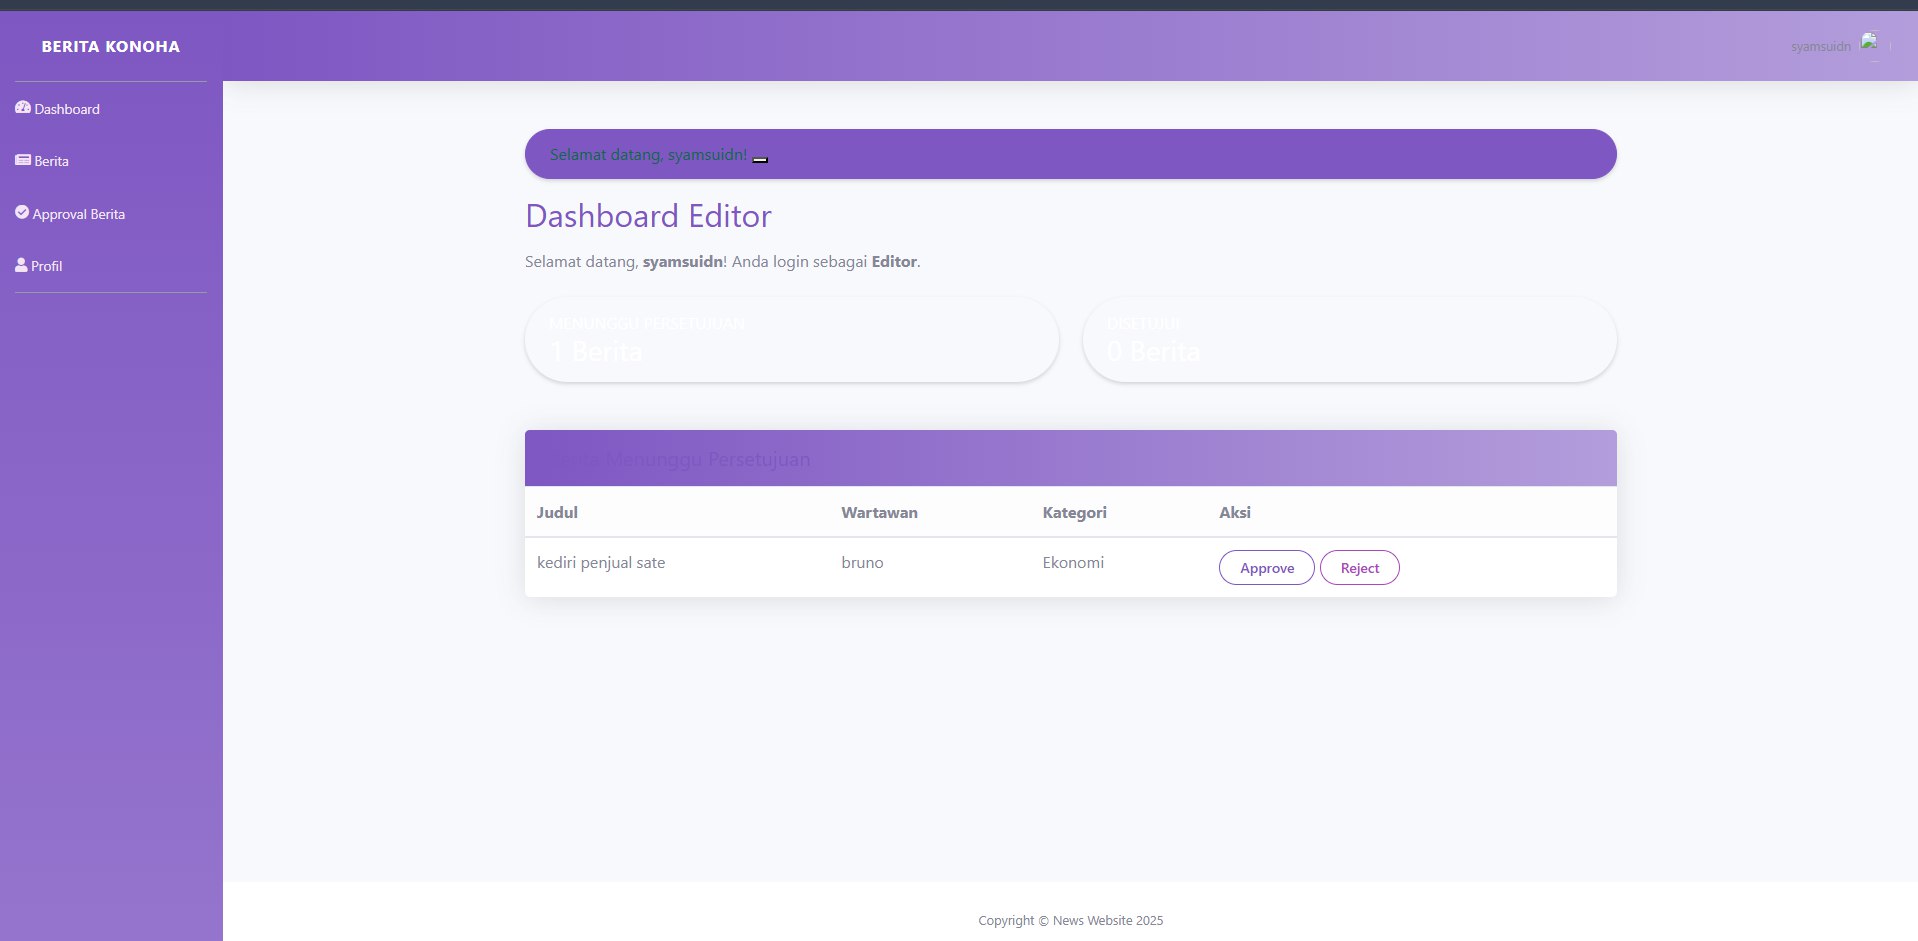 BERITA KONOHA
syamsuidn
Dashboard
Berita
Approval Berita
Profil
Selamat datang, syamsuidn!
Dashboard Editor
Selamat datang, syamsuidn! Anda login sebagai Editor.
MENUNGGU PERSETUJUAN
1 Berita
DISETUJUI
0 Berita
Berita Menunggu Persetujuan
Judul Wartawan Kategori Aksi
kediri penjual sate bruno Ekonomi Approve Reject
Copyright © News Website 2025